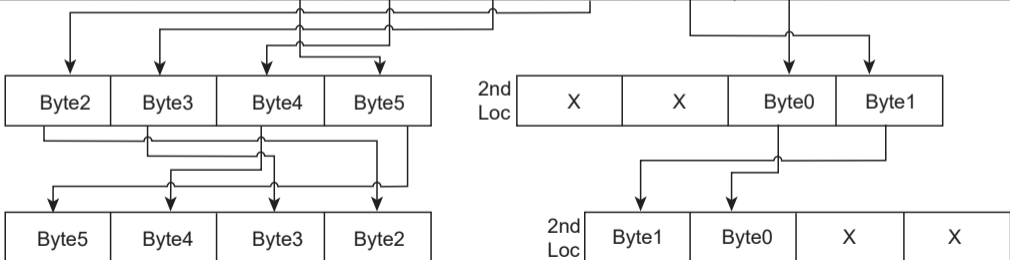 Byte2 Byte3 Byte4 Byte5
2nd
Loc
X X Byte0 Byte1
Byte5 Byte4 Byte3 Byte2
2nd
Loc
Byte1 Byte0 X X